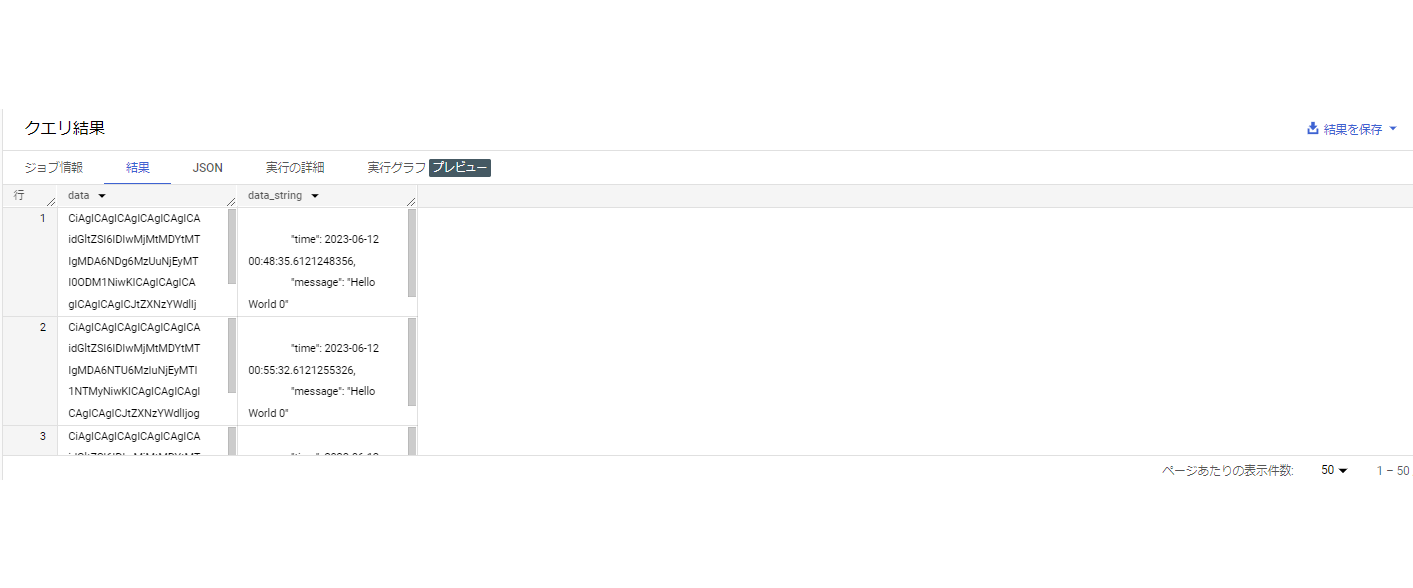 クエリ結果
結果を保存
ジョブ情報 結果 JSON 実行の詳細 実行グラフ プレビュー
行 data data_string
1
CiAgICAgICAgICAgICAgICA
idGltZSI6IDIwMjMtMDYtMT
IgMDA6NDg6MzUuNjEyMT
I0ODM1NiwKICAgICAgICA
gICAgICAgICJtZXNzYWdlIj
"time": 2023-06-12
00:48:35.6121248356,
"message": "Hello
World 0"
2
CiAgICAgICAgICAgICAgICA
idGltZSI6IDIwMjMtMDYtMT
IgMDA6NTU6MzIuNjEyMTI
1NTMyNiwKICAgICAgICAgI
CAgICAgICJtZXNzYWdlIjog
"time": 2023-06-12
00:55:32.6121255326,
"message": "Hello
World 0"
3
CiAgICAgICAgICAgICAgICA
ページあたりの表示件数: 50 1 – 50